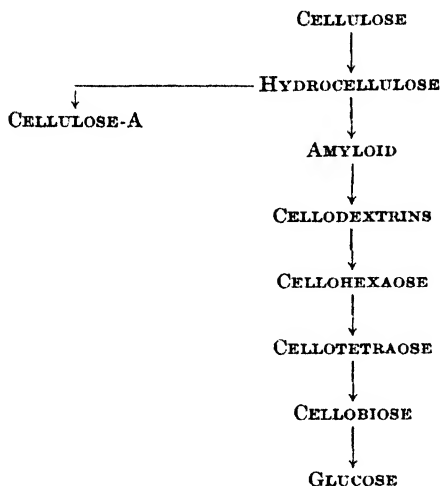 CELLULOSE
HYDROCELLULOSE
CELLULOSE-A
AMYLOID
CELLODEXTRINS
CELLOHEXAOSE
CELLOTETRAOSE
CELLOBIOSE
GLUCOSE